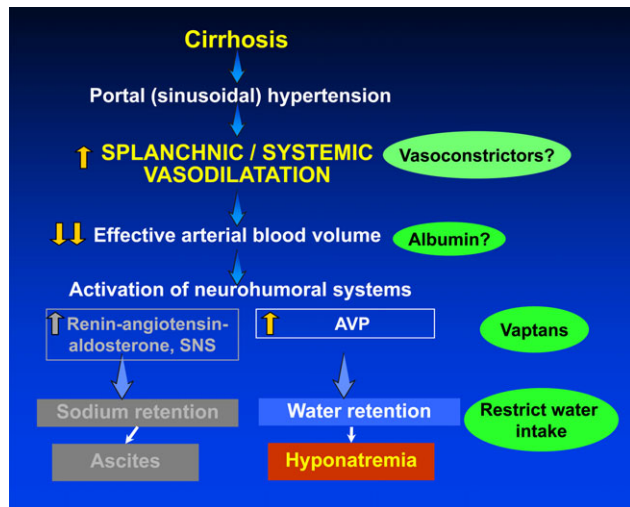 Cirrhosis
Portal (sinusoidal) hypertension
SPLANCHNIC / SYSTEMIC
VASODILATATION
Vasoconstrictors?
Effective arterial blood volume
Albumin?
Activation of neurohumoral systems
Renin-angiotensin-
aldosterone, SNS
AVP
Vaptans
Sodium retention
Water retention
Restrict water
intake
Ascites
Hyponatremia